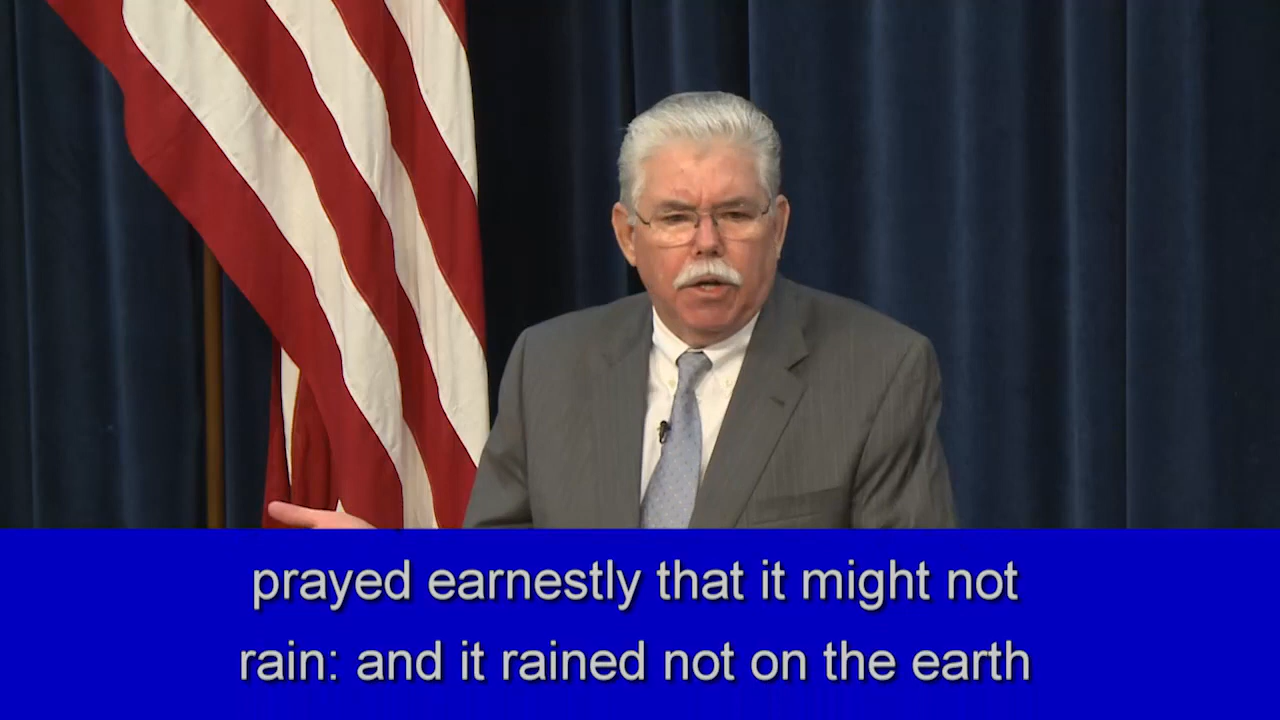 prayed earnestly that it might not
rain: and it rained not on the earth